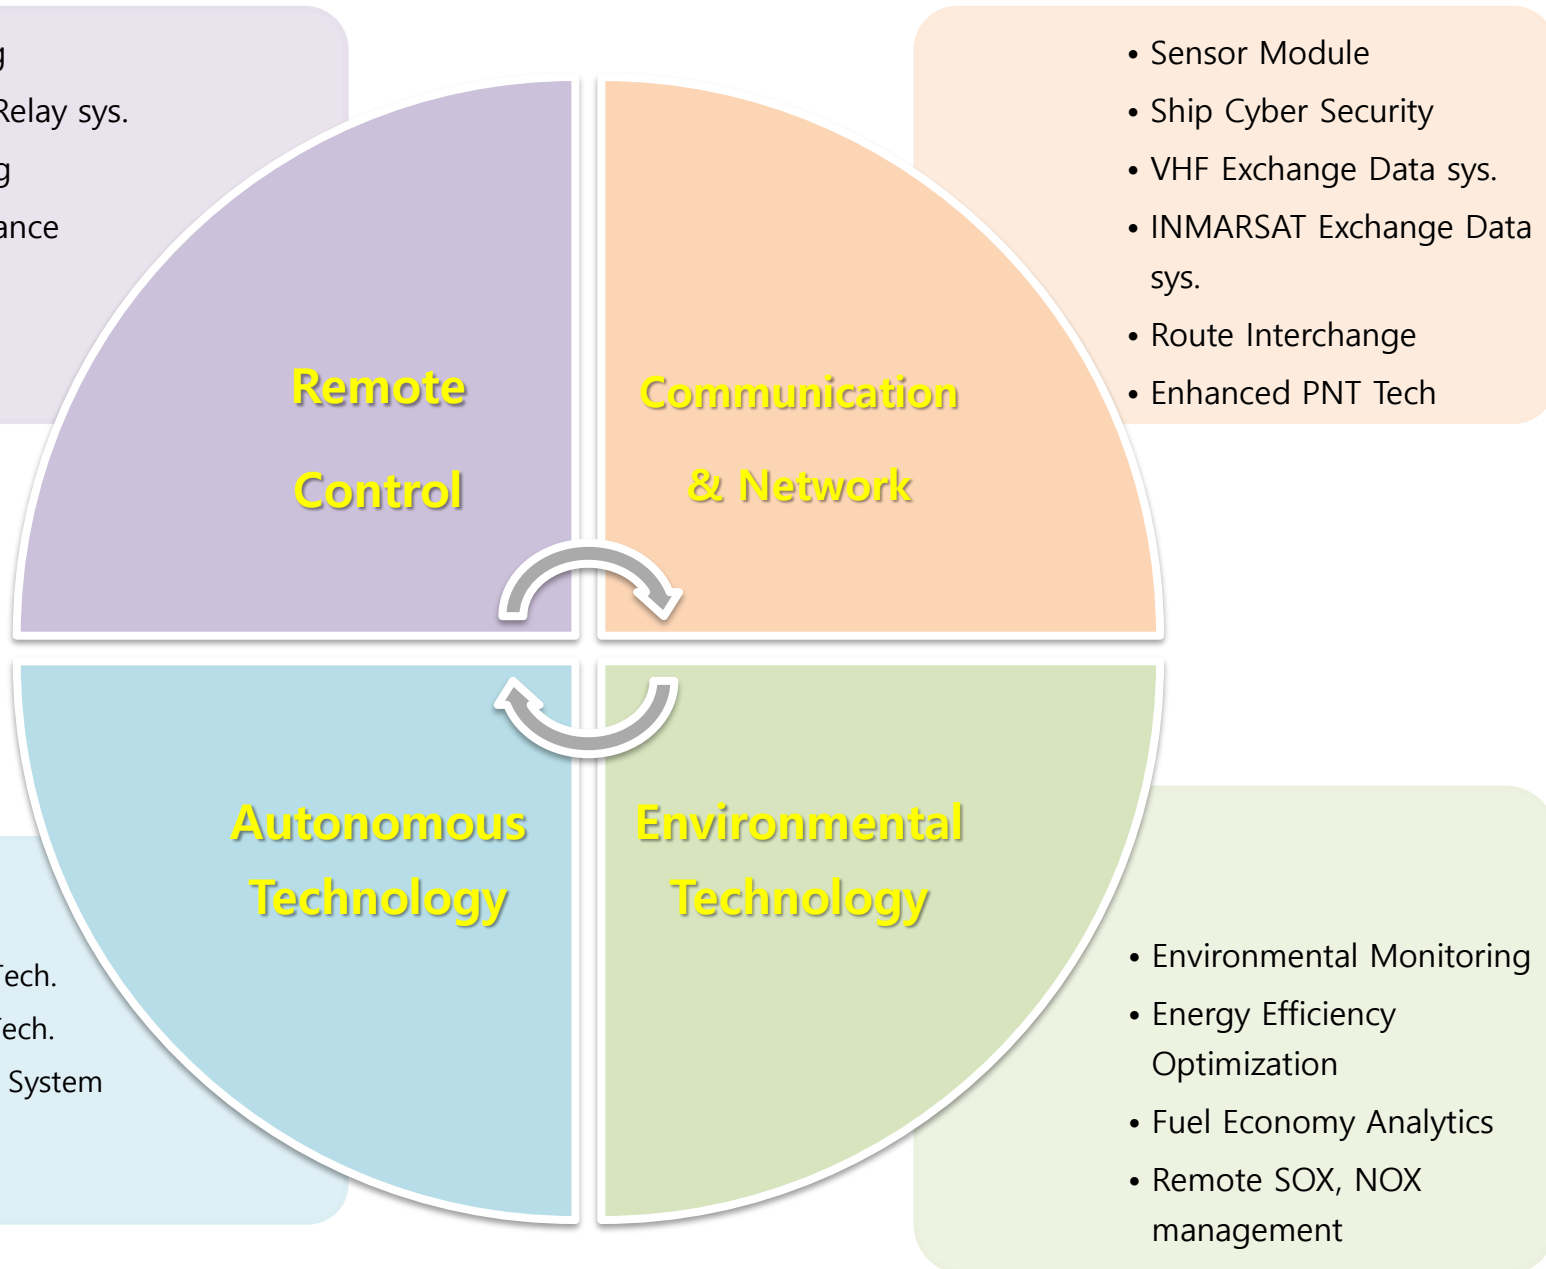 Relay sys.
• Sensor Module
• Ship Cyber Security
• VHF Exchange Data sys.
• INMARSAT Exchange Data
sys.
• Route Interchange
• Enhanced PNT Tech
Remote
Control
Communication
& Network
Autonomous
Technology
Environmental
Technology
Tech.
Tech.
System
• Environmental Monitoring
• Energy Efficiency
Optimization
• Fuel Economy Analytics
• Remote SOX, NOX
management